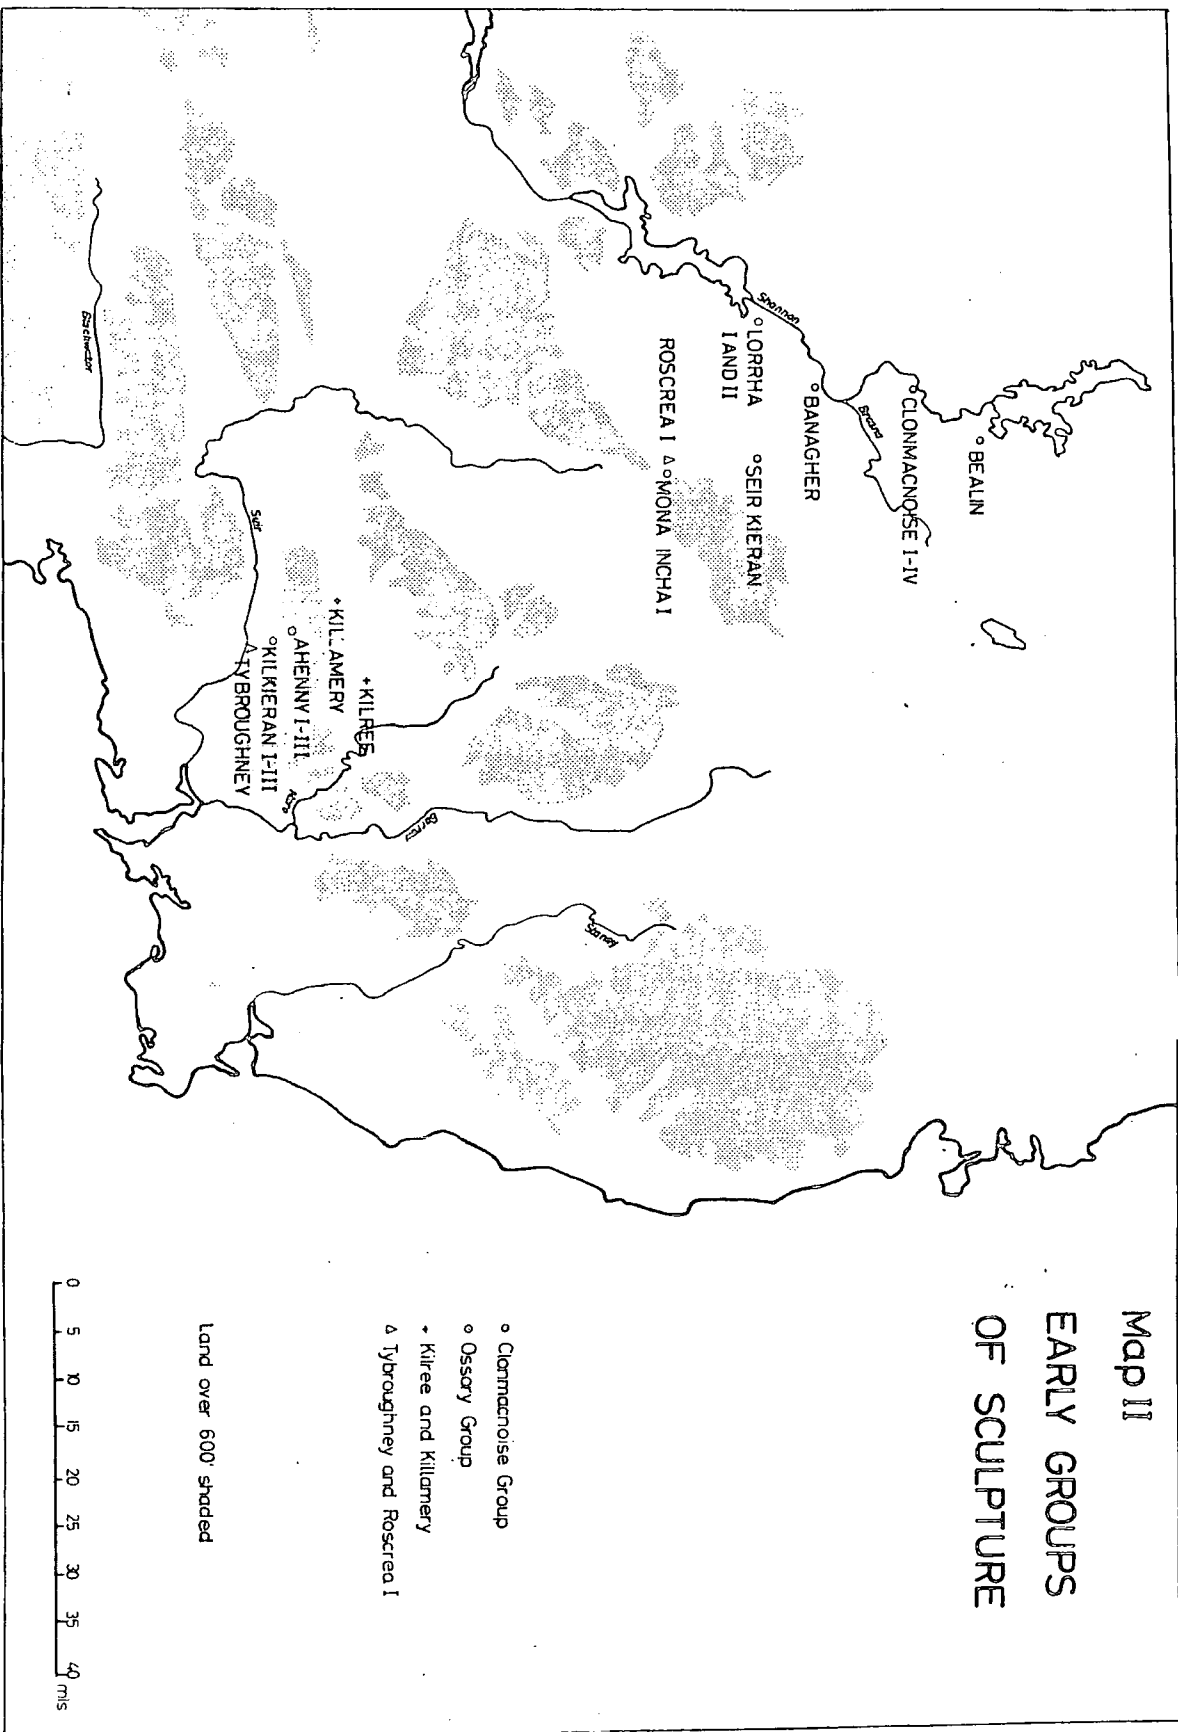 Map II
EARLY GROUPS
OF SCULPTURE
BEALIN
CLONMACNOISE I-IV
Brosna
BANAGHER
Shannon
LORRHA
I AND II
SEIR KIERAN
ROSCREA I
MONA INCHA I
KILREE
KILLAMERY
AHENNY I-III
KILKIERAN I-III
TYBROUGHNEY
Suir
Blackwater
Nore
Barrow
Slaney
Clonmacnoise Group
Ossory Group
Kilree and Killamery
Tybroughney and Roscrea I
Land over 600' shaded
0 5 10 15 20 25 30 35 40 mls